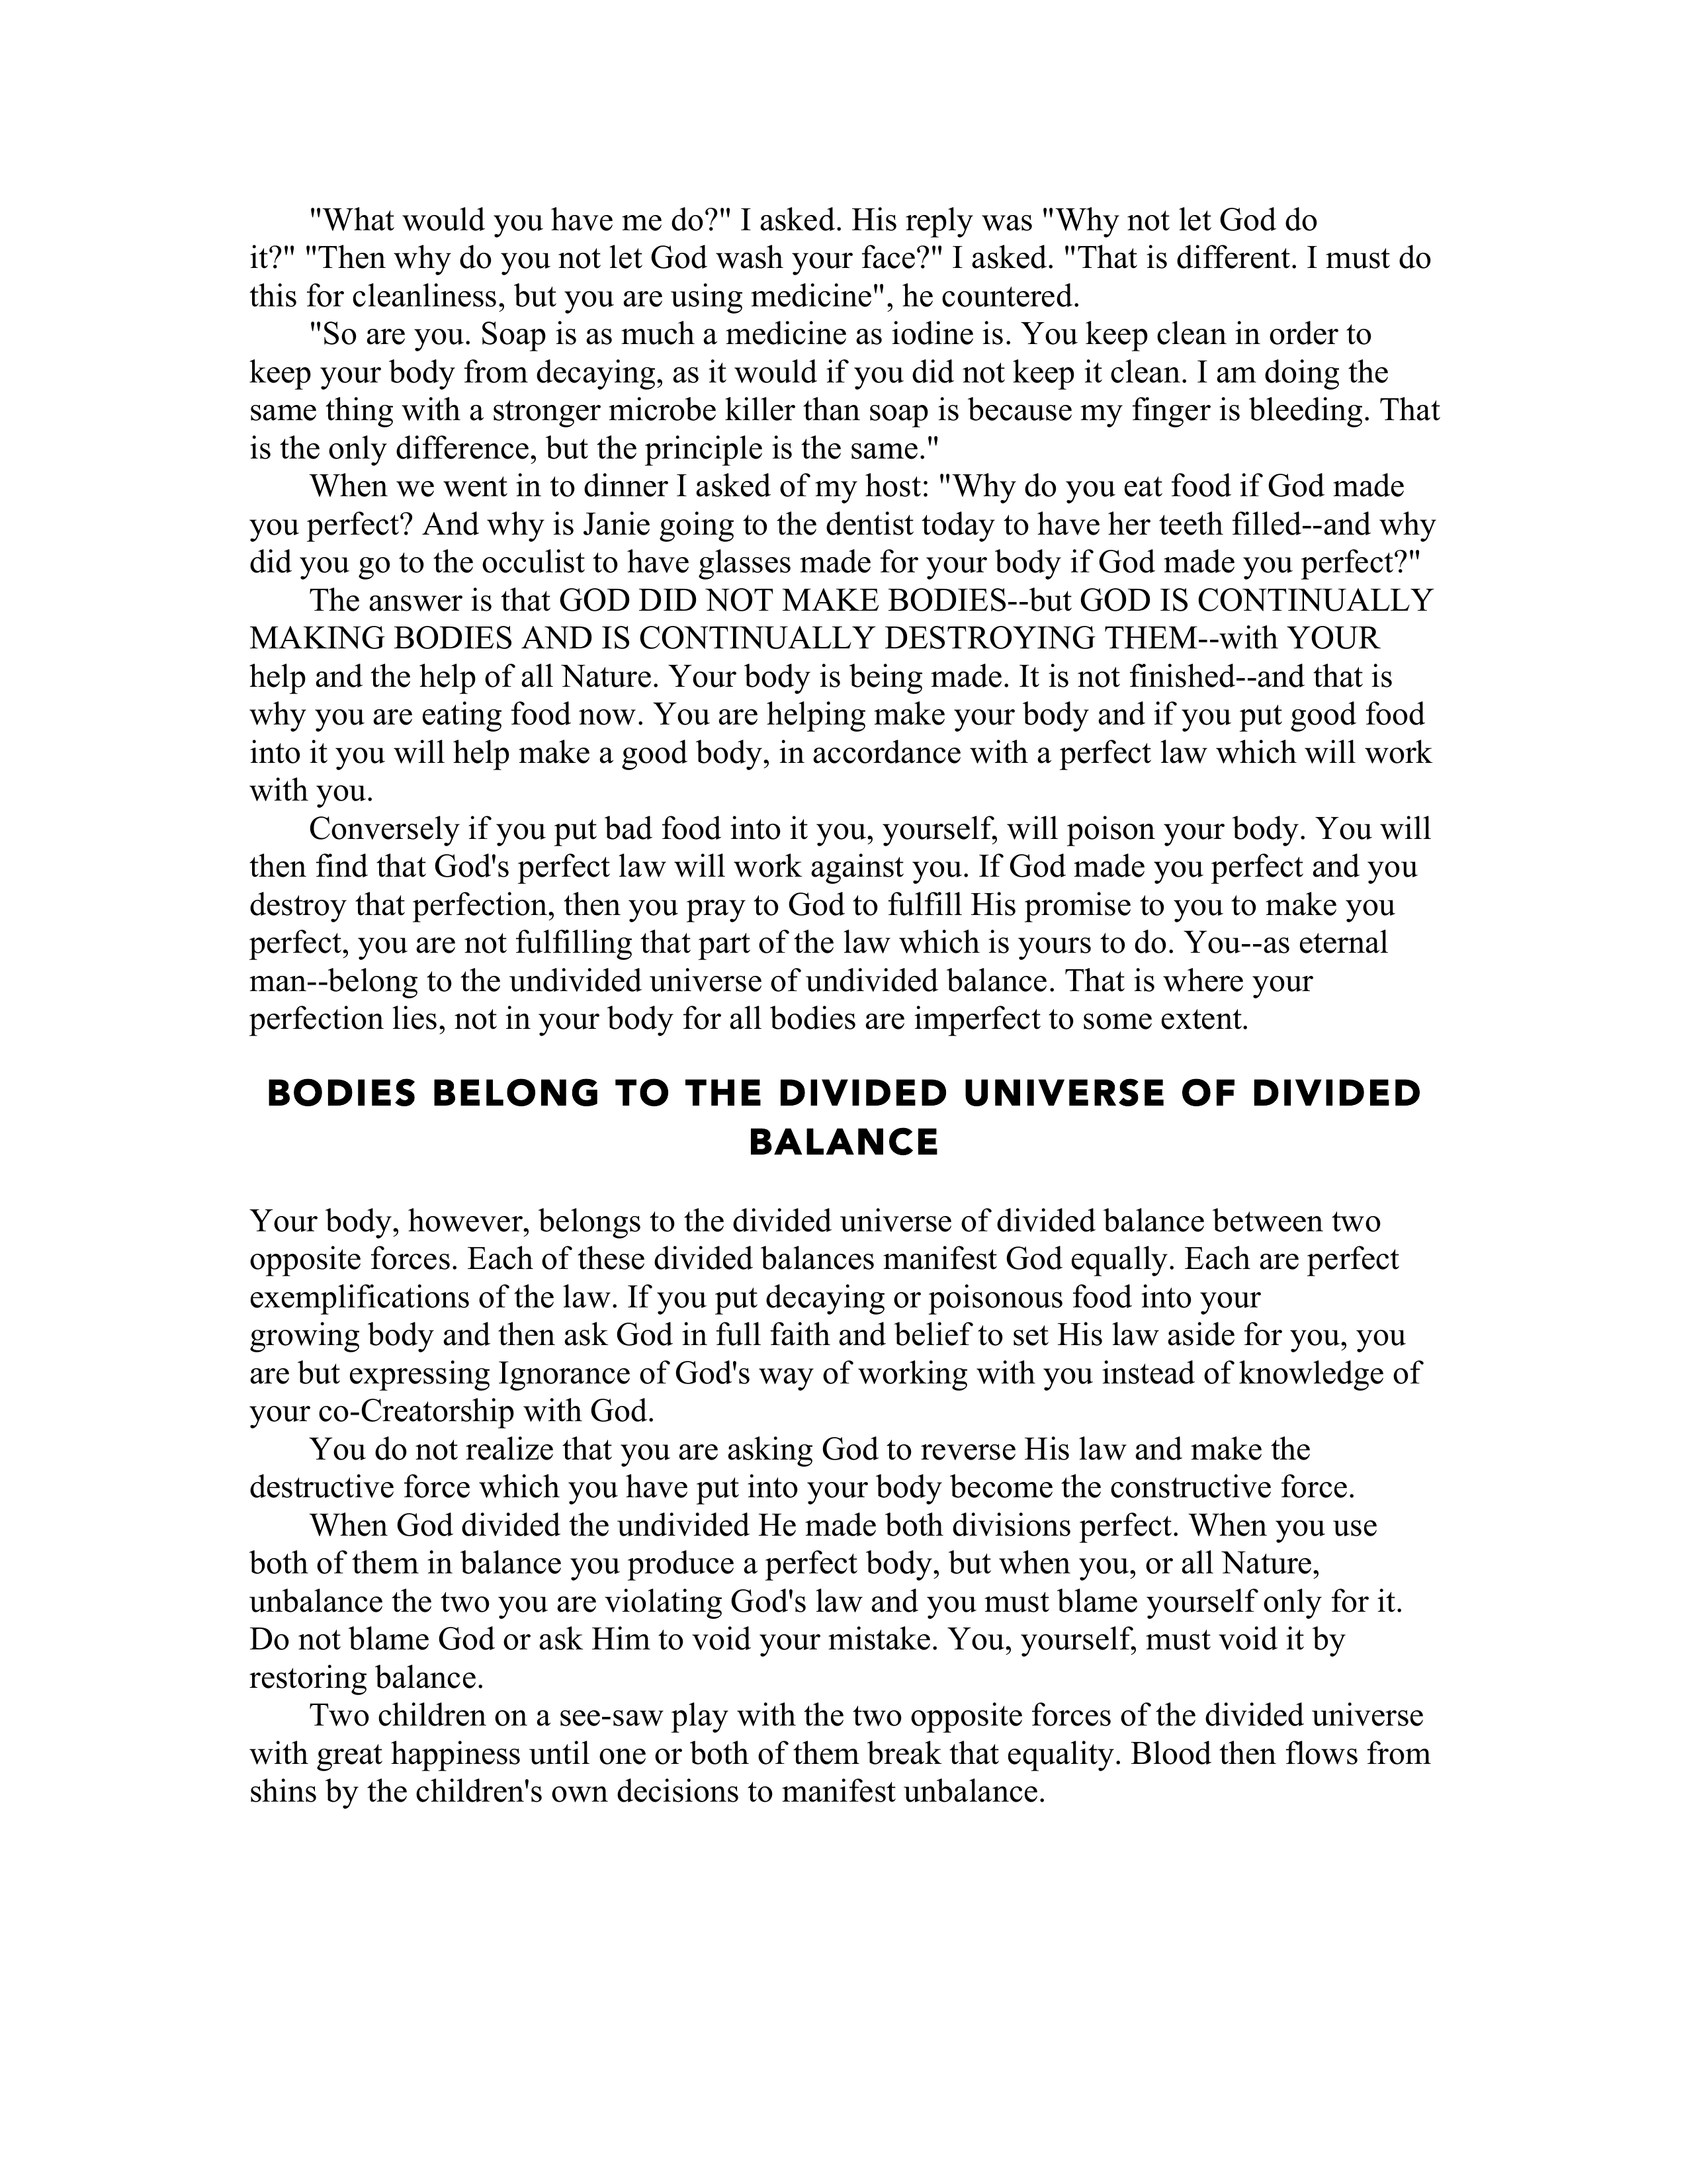 "What would you have me do?" I asked. His reply was "Why not let God do
it?" "Then why do you not let God wash your face?" I asked. "That is different. I must do
this for cleanliness, but you are using medicine", he countered.
"So are you. Soap is as much a medicine as iodine is. You keep clean in order to
keep your body from decaying, as it would if you did not keep it clean. I am doing the
same thing with a stronger microbe killer than soap is because my finger is bleeding. That
is the only difference, but the principle is the same."
When we went in to dinner I asked of my host: "Why do you eat food if God made
you perfect? And why is Janie going to the dentist today to have her teeth filled--and why
did you go to the occulist to have glasses made for your body if God made you perfect?"
The answer is that GOD DID NOT MAKE BODIES--but GOD IS CONTINUALLY
MAKING BODIES AND IS CONTINUALLY DESTROYING THEM--with YOUR
help and the help of all Nature. Your body is being made. It is not finished--and that is
why you are eating food now. You are helping make your body and if you put good food
into it you will help make a good body, in accordance with a perfect law which will work
with you.
Conversely if you put bad food into it you, yourself, will poison your body. You will
then find that God's perfect law will work against you. If God made you perfect and you
destroy that perfection, then you pray to God to fulfill His promise to you to make you
perfect, you are not fulfilling that part of the law which is yours to do. You--as eternal
man--belong to the undivided universe of undivided balance. That is where your
perfection lies, not in your body for all bodies are imperfect to some extent.
BODIES BELONG TO THE DIVIDED UNIVERSE OF DIVIDED
BALANCE
Your body, however, belongs to the divided universe of divided balance between two
opposite forces. Each of these divided balances manifest God equally. Each are perfect
exemplifications of the law. If you put decaying or poisonous food into your
growing body and then ask God in full faith and belief to set His law aside for you, you
are but expressing Ignorance of God's way of working with you instead of knowledge of
your co-Creatorship with God.
You do not realize that you are asking God to reverse His law and make the
destructive force which you have put into your body become the constructive force.
When God divided the undivided He made both divisions perfect. When you use
both of them in balance you produce a perfect body, but when you, or all Nature,
unbalance the two you are violating God's law and you must blame yourself only for it.
Do not blame God or ask Him to void your mistake. You, yourself, must void it by
restoring balance.
Two children on a see-saw play with the two opposite forces of the divided universe
with great happiness until one or both of them break that equality. Blood then flows from
shins by the children's own decisions to manifest unbalance.